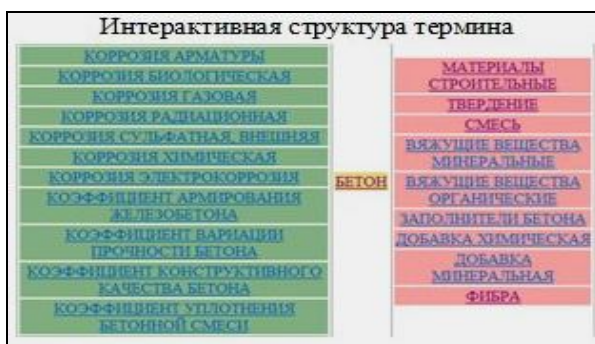 Интерактивная структура термина
КОРРОЗИЯ АРМАТУРЫ
КОРРОЗИЯ БИОЛОГИЧЕСКАЯ
КОРРОЗИЯ ГАЗОВАЯ
КОРРОЗИЯ РАДИАЦИОННАЯ
КОРРОЗИЯ СУЛЬФАТНАЯ, ВНЕШНЯЯ
КОРРОЗИЯ ХИМИЧЕСКАЯ
КОРРОЗИЯ ЭЛЕКТРОКОРРОЗИЯ
КОЭФФИЦИЕНТ АРМИРОВАНИЯ
ЖЕЛЕЗОБЕТОНА
КОЭФФИЦИЕНТ ВАРИАЦИИ
ПРОЧНОСТИ БЕТОНА
КОЭФФИЦИЕНТ КОНСТРУКТИВНОГО
КАЧЕСТВА БЕТОНА
КОЭФФИЦИЕНТ УПЛОТНЕНИЯ
БЕТОННОЙ СМЕСИ
БЕТОН
МАТЕРИАЛЫ
СТРОИТЕЛЬНЫЕ
ТВЕРДЕНИЕ
СМЕСЬ
ВЯЖУЩИЕ ВЕЩЕСТВА
МИНЕРАЛЬНЫЕ
ВЯЖУЩИЕ ВЕЩЕСТВА
ОРГАНИЧЕСКИЕ
ЗАПОЛНИТЕЛИ БЕТОНА
ДОБАВКА ХИМИЧЕСКАЯ
ДОБАВКА
МИНЕРАЛЬНАЯ
ФИБРА